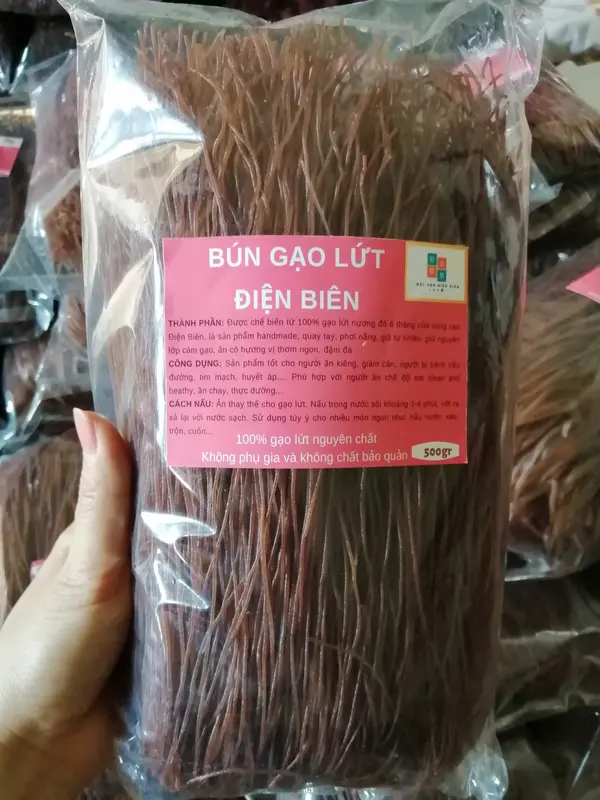 BÚN GẠO LỨT
ĐIỆN BIÊN
THÀNH PHẦN: Được chế biến từ 100% gạo lứt nương đỏ 6 tháng của vùng cao
Điện Biên, là sản phẩm handmade, quay tay, phơi nắng, gió tự nhiên, giữ nguyên
lớp cám gạo, ăn có hương vị thơm ngon, đậm đà
CÔNG DỤNG: Sản phẩm tốt cho người ăn kiêng, giảm cân, người bị bệnh tiểu
đường, tim mạch, huyết áp.... Phù hợp với người ăn chế độ eat clean and
heathy, ăn chay, thực dưỡng...
CÁCH NẤU: Ăn thay thế cho gạo lứt. Nấu trong nước sôi khoảng 3-4 phút, vớt ra
xả lại với nước sạch. Sử dụng tùy ý cho nhiều món ngon như: nấu nước, xào,
trộn, cuốn...
100% gạo lứt nguyên chất
Không phụ gia và không chất bảo quản
500gr